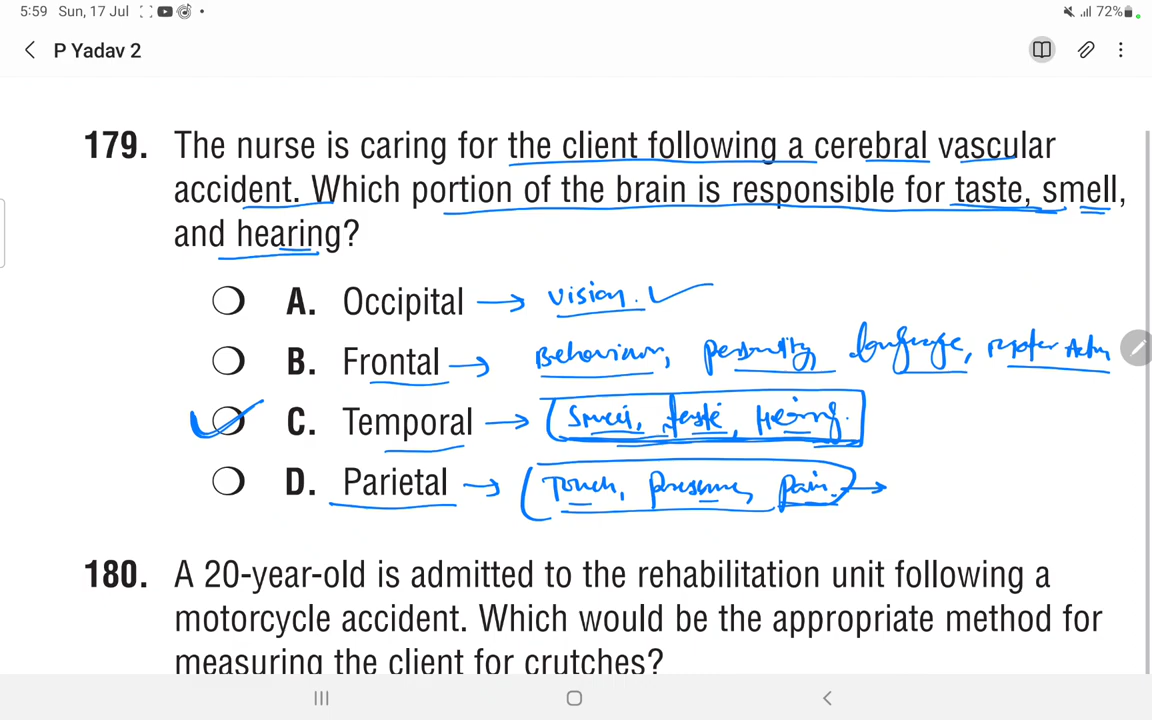 5:59 Sun, 17 Jul
72%
P Yadav 2
179. The nurse is caring for the client following a cerebral vascular
accident. Which portion of the brain is responsible for taste, smell,
and hearing?
A. Occipital → vision. ✓
B. Frontal → Behaviour, personality, language, motor
C. Temporal → Smell, taste, Hearing.
D. Parietal → (Touch, pressure, pain.) →
180. A 20-year-old is admitted to the rehabilitation unit following a
motorcycle accident. Which would be the appropriate method for
measuring the client for crutches?